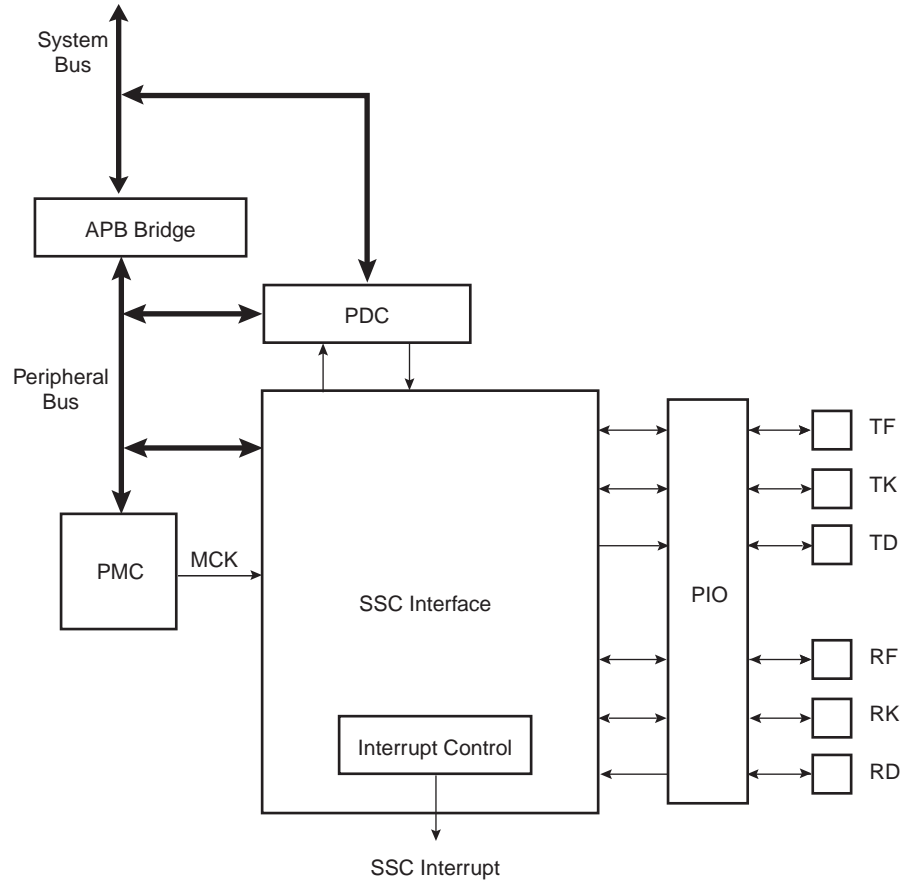 System
Bus
APB Bridge
PDC
Peripheral
Bus
PMC
MCK
SSC Interface
Interrupt Control
SSC Interrupt
PIO
TF
TK
TD
RF
RK
RD